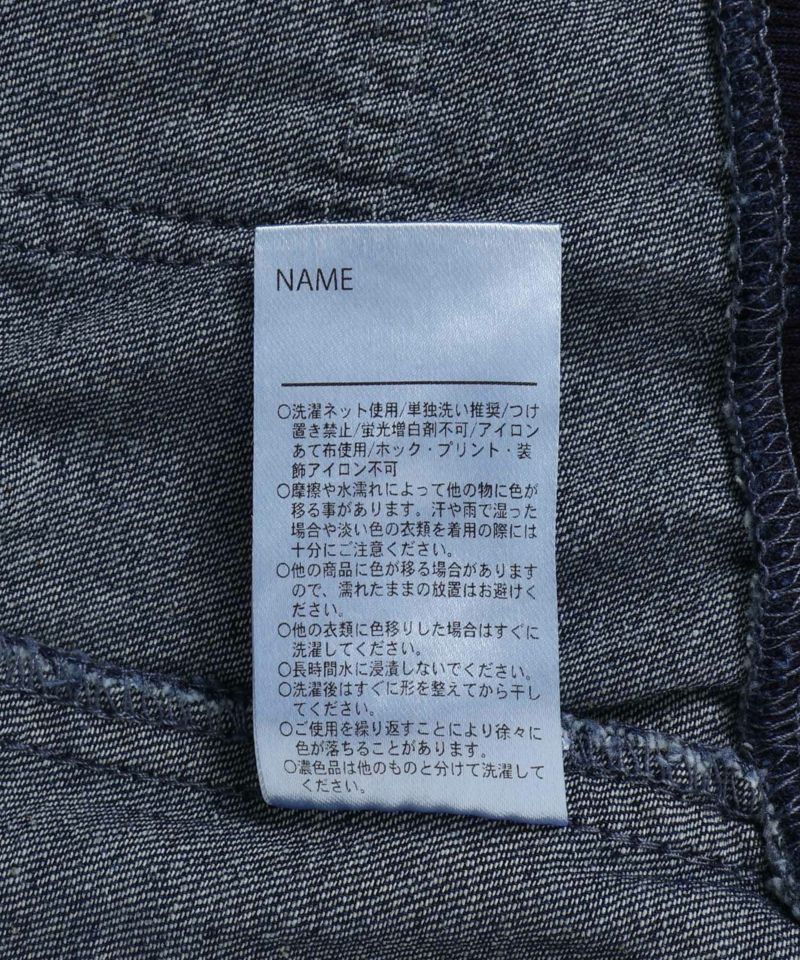 NAME
○洗濯ネット使用/単独洗い推奨/つけ
置き禁止/蛍光増白剤不可/アイロン
あて布使用/ホック・プリント・装
飾アイロン不可
○摩擦や水濡れによって他の物に色が
移る事があります。汗や雨で湿った
場合や淡い色の衣類を着用の際には
十分にご注意ください。
○他の商品に色が移る場合があります
ので、濡れたままの放置はお避けく
ださい。
○他の衣類に色移りした場合はすぐに
洗濯してください。
○長時間水に浸漬しないでください。
○洗濯後はすぐに形を整えてから干し
てください。
○ご使用を繰り返すことにより徐々に
色が落ちることがあります。
○濃色品は他のものと分けて洗濯して
ください。